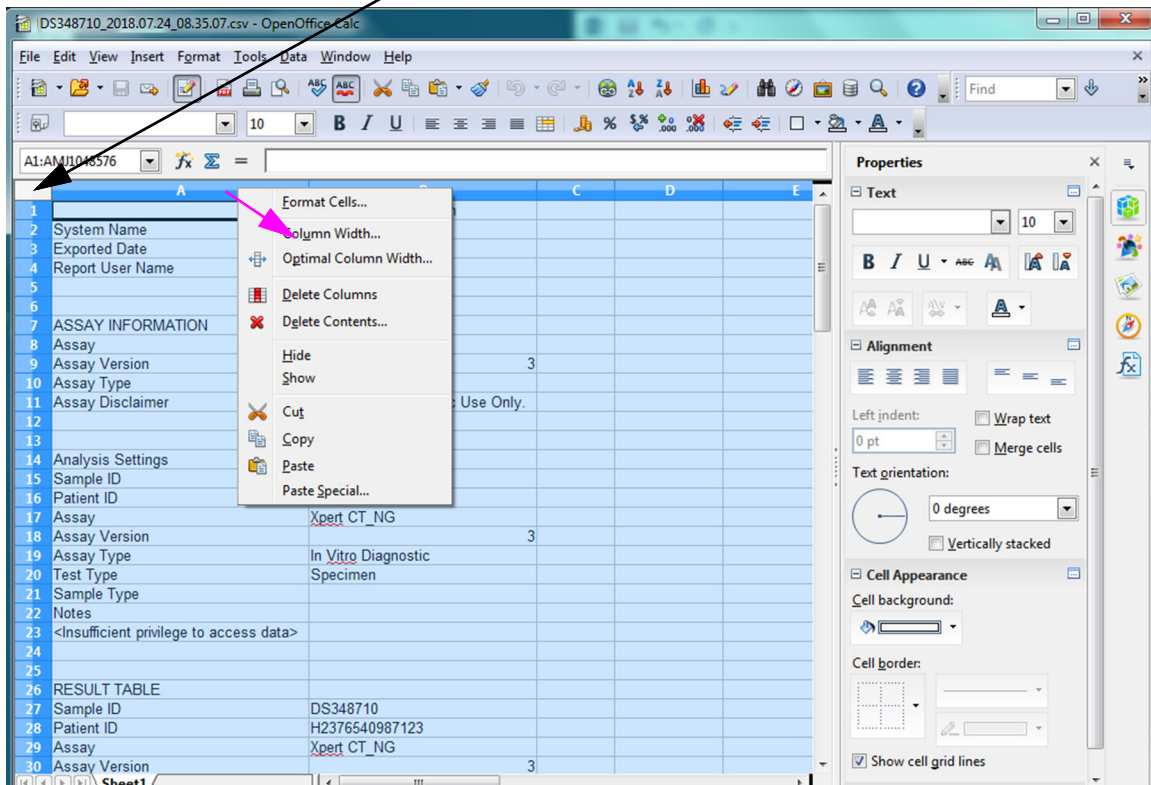 DS348710_2018.07.24_08.35.07.csv - OpenOffice Calc
File Edit View Insert Format Tools Data Window Help
Find
10
A1:AMJ1048576
A C D E
1
2 System Name
3 Exported Date
4 Report User Name
5
6
7 ASSAY INFORMATION
8 Assay
9 Assay Version 3
10 Assay Type
11 Assay Disclaimer Use Only.
12
13
14 Analysis Settings
15 Sample ID
16 Patient ID
17 Assay Xpert CT_NG
18 Assay Version 3
19 Assay Type In Vitro Diagnostic
20 Test Type Specimen
21 Sample Type
22 Notes
23 <Insufficient privilege to access data>
24
25
26 RESULT TABLE
27 Sample ID DS348710
28 Patient ID H2376540987123
29 Assay Xpert CT_NG
30 Assay Version 3
Sheet1
Format Cells...
Column Width...
Optimal Column Width...
Delete Columns
Delete Contents...
Hide
Show
Cut
Copy
Paste
Paste Special...
Properties
Text
10
B I U ABC
Alignment
Left indent:
Wrap text
0 pt
Merge cells
Text orientation:
0 degrees
Vertically stacked
Cell Appearance
Cell background:
Cell border:
Show cell grid lines